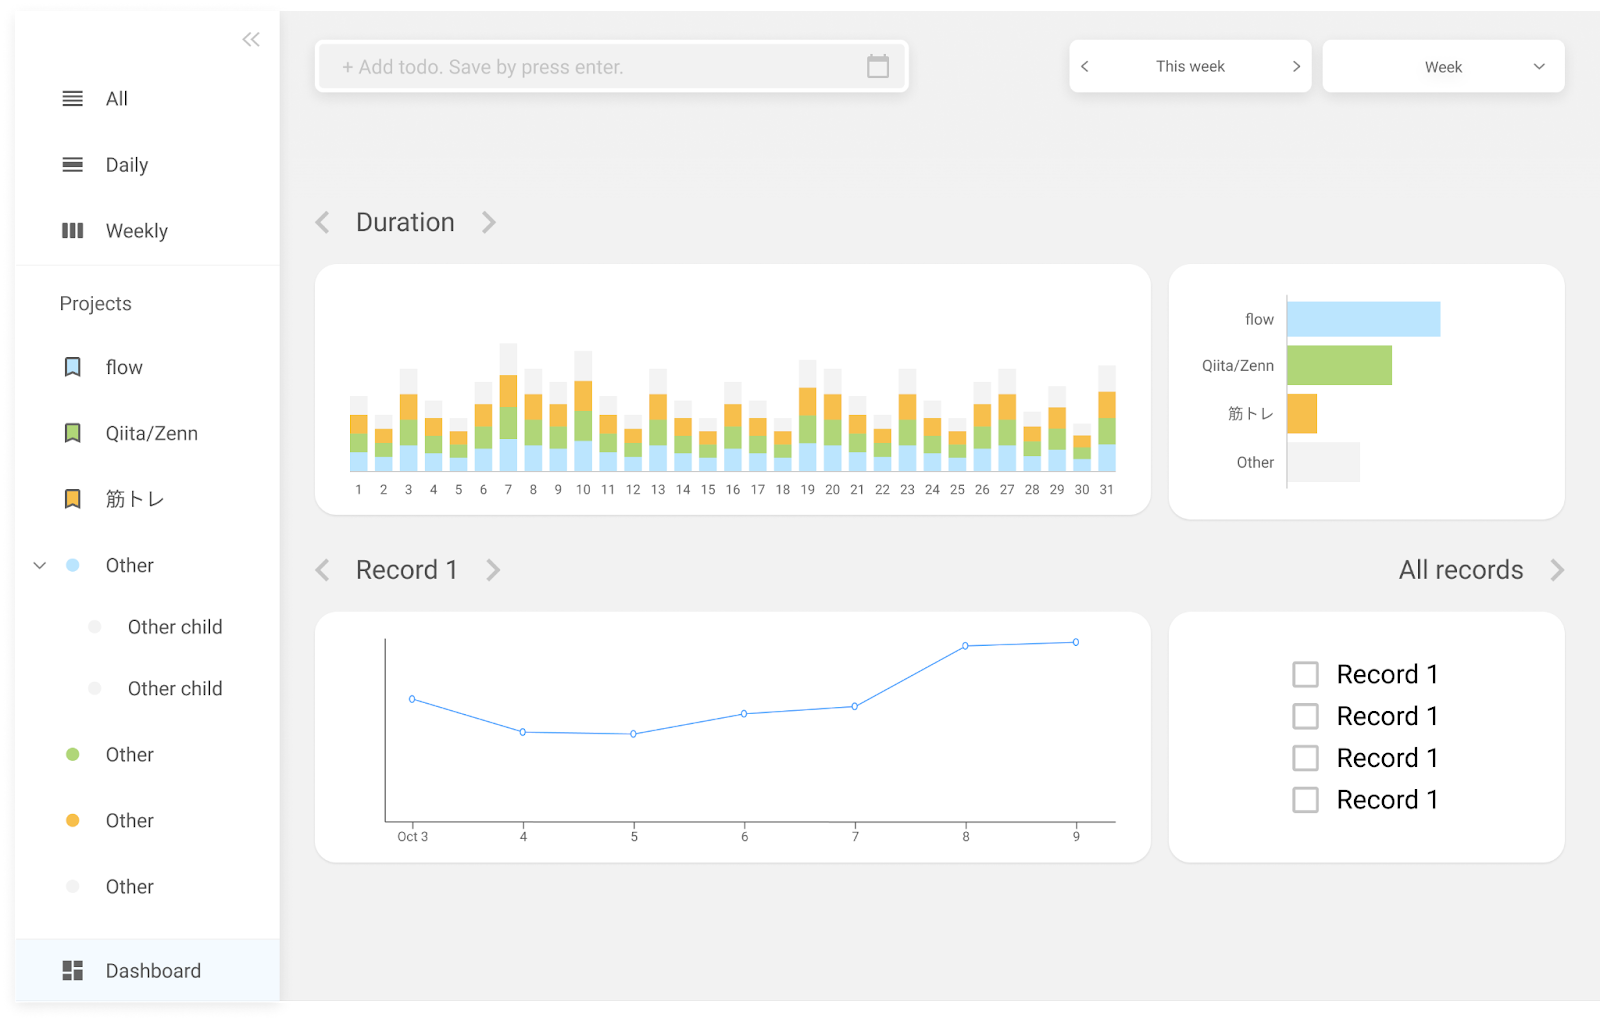 All
Daily
Weekly
Projects
flow
Qiita/Zenn
筋トレ
Other
Other child
Other child
Other
Other
Other
Dashboard
+ Add todo. Save by press enter.
This week
Week
Duration
1 2 3 4 5 6 7 8 9 10 11 12 13 14 15 16 17 18 19 20 21 22 23 24 25 26 27 28 29 30 31
flow
Qiita/Zenn
筋トレ
Other
Record 1
All records
Oct 3 4 5 6 7 8 9
Record 1
Record 1
Record 1
Record 1